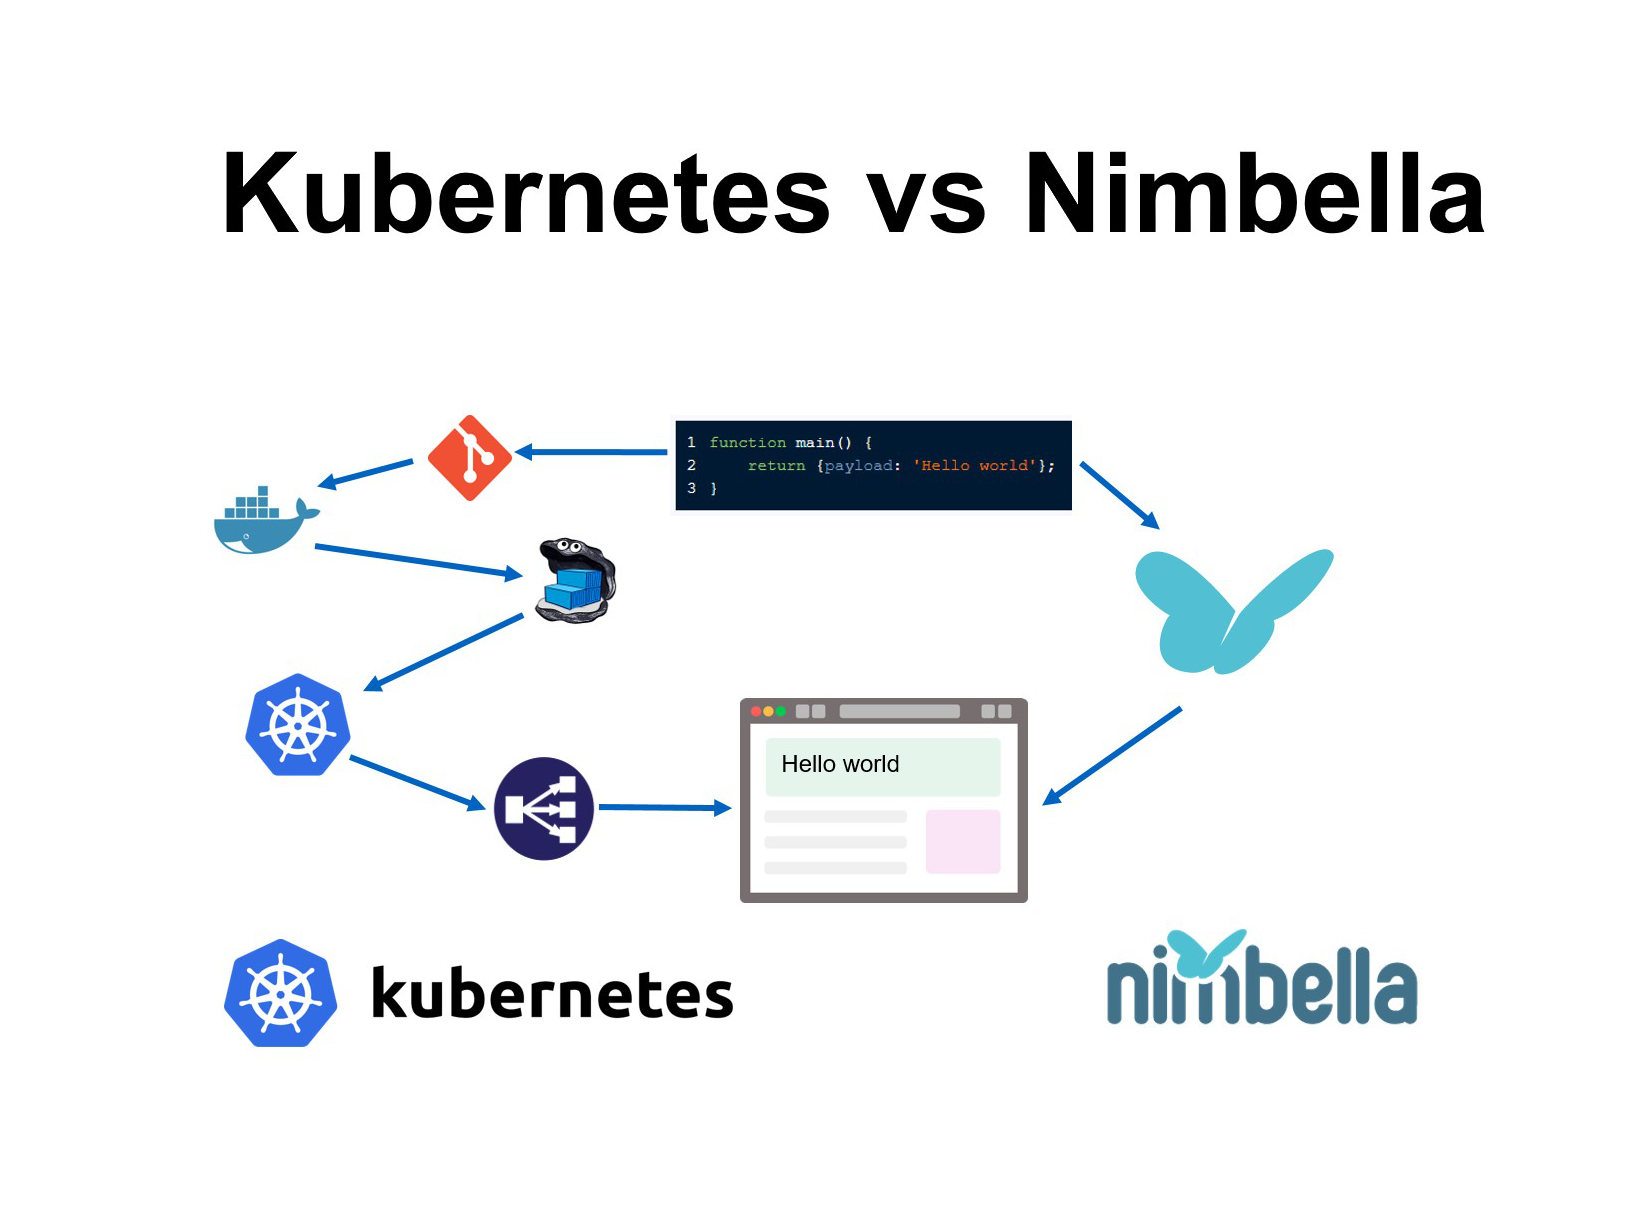 Kubernetes vs Nimbella
1 function main() {
2     return {payload: 'Hello world'};
3 }
Hello world
kubernetes
nimbella